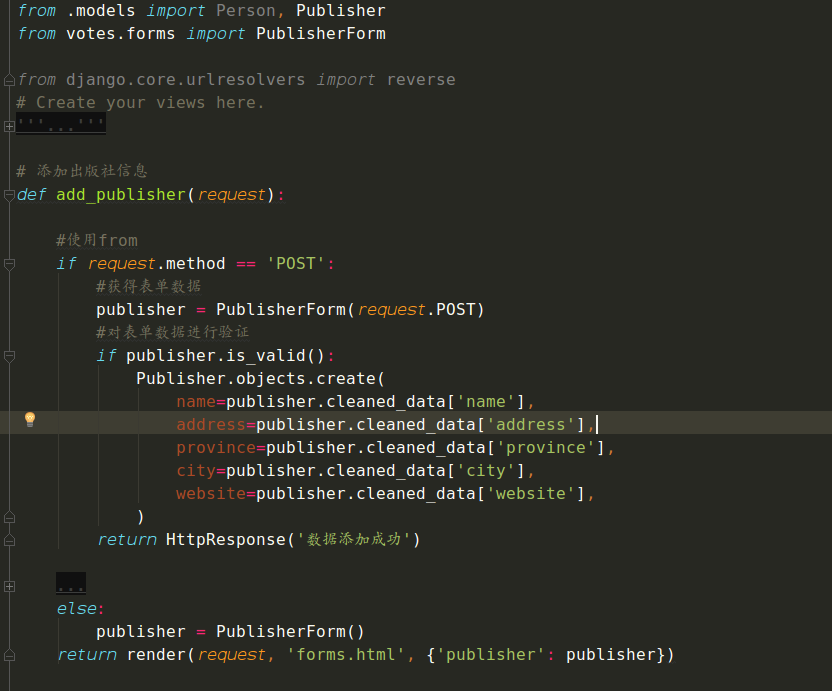 from .models import Person, Publisher
from votes.forms import PublisherForm
from django.core.urlresolvers import reverse
# Create your views here.
'''...'''
# 添加出版社信息
def add_publisher(request):
#使用from
if request.method == 'POST':
#获得表单数据
publisher = PublisherForm(request.POST)
#对表单数据进行验证
if publisher.is_valid():
Publisher.objects.create(
name=publisher.cleaned_data['name'],
address=publisher.cleaned_data['address'],
province=publisher.cleaned_data['province'],
city=publisher.cleaned_data['city'],
website=publisher.cleaned_data['website'],
)
return HttpResponse('数据添加成功')
...
else:
publisher = PublisherForm()
return render(request, 'forms.html', {'publisher': publisher})